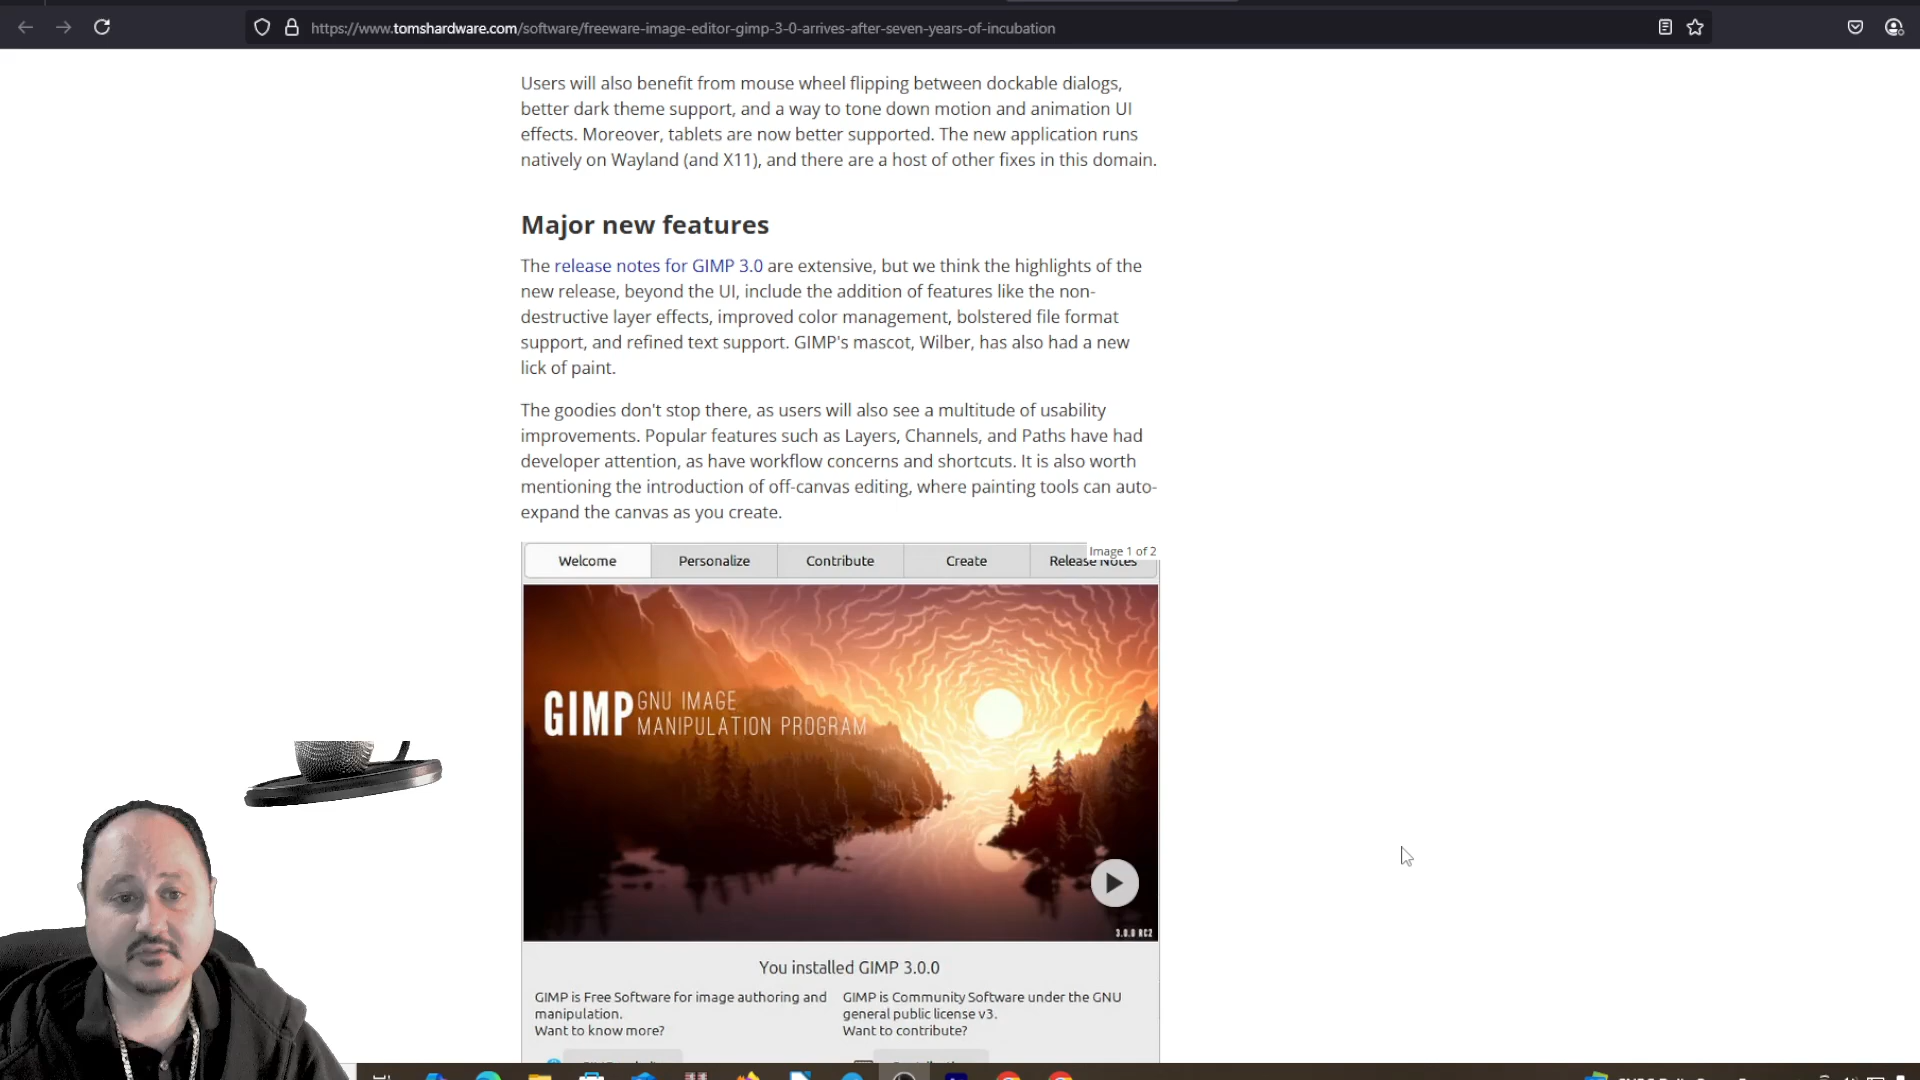 https://www.tomshardware.com/software/freeware-image-editor-gimp-3-0-arrives-after-seven-years-of-incubation
Users will also benefit from mouse wheel flipping between dockable dialogs,
better dark theme support, and a way to tone down motion and animation UI
effects. Moreover, tablets are now better supported. The new application runs
natively on Wayland (and X11), and there are a host of other fixes in this domain.
Major new features
The release notes for GIMP 3.0 are extensive, but we think the highlights of the
new release, beyond the UI, include the addition of features like the non-
destructive layer effects, improved color management, bolstered file format
support, and refined text support. GIMP's mascot, Wilber, has also had a new
lick of paint.
The goodies don't stop there, as users will also see a multitude of usability
improvements. Popular features such as Layers, Channels, and Paths have had
developer attention, as have workflow concerns and shortcuts. It is also worth
mentioning the introduction of off-canvas editing, where painting tools can auto-
expand the canvas as you create.
Image 1 of 2
Welcome Personalize Contribute Create Release Notes
GIMP GNU IMAGE
MANIPULATION PROGRAM
3.0.0 RC2
You installed GIMP 3.0.0
GIMP is Free Software for image authoring and
manipulation.
Want to know more?
GIMP is Community Software under the GNU
general public license v3.
Want to contribute?